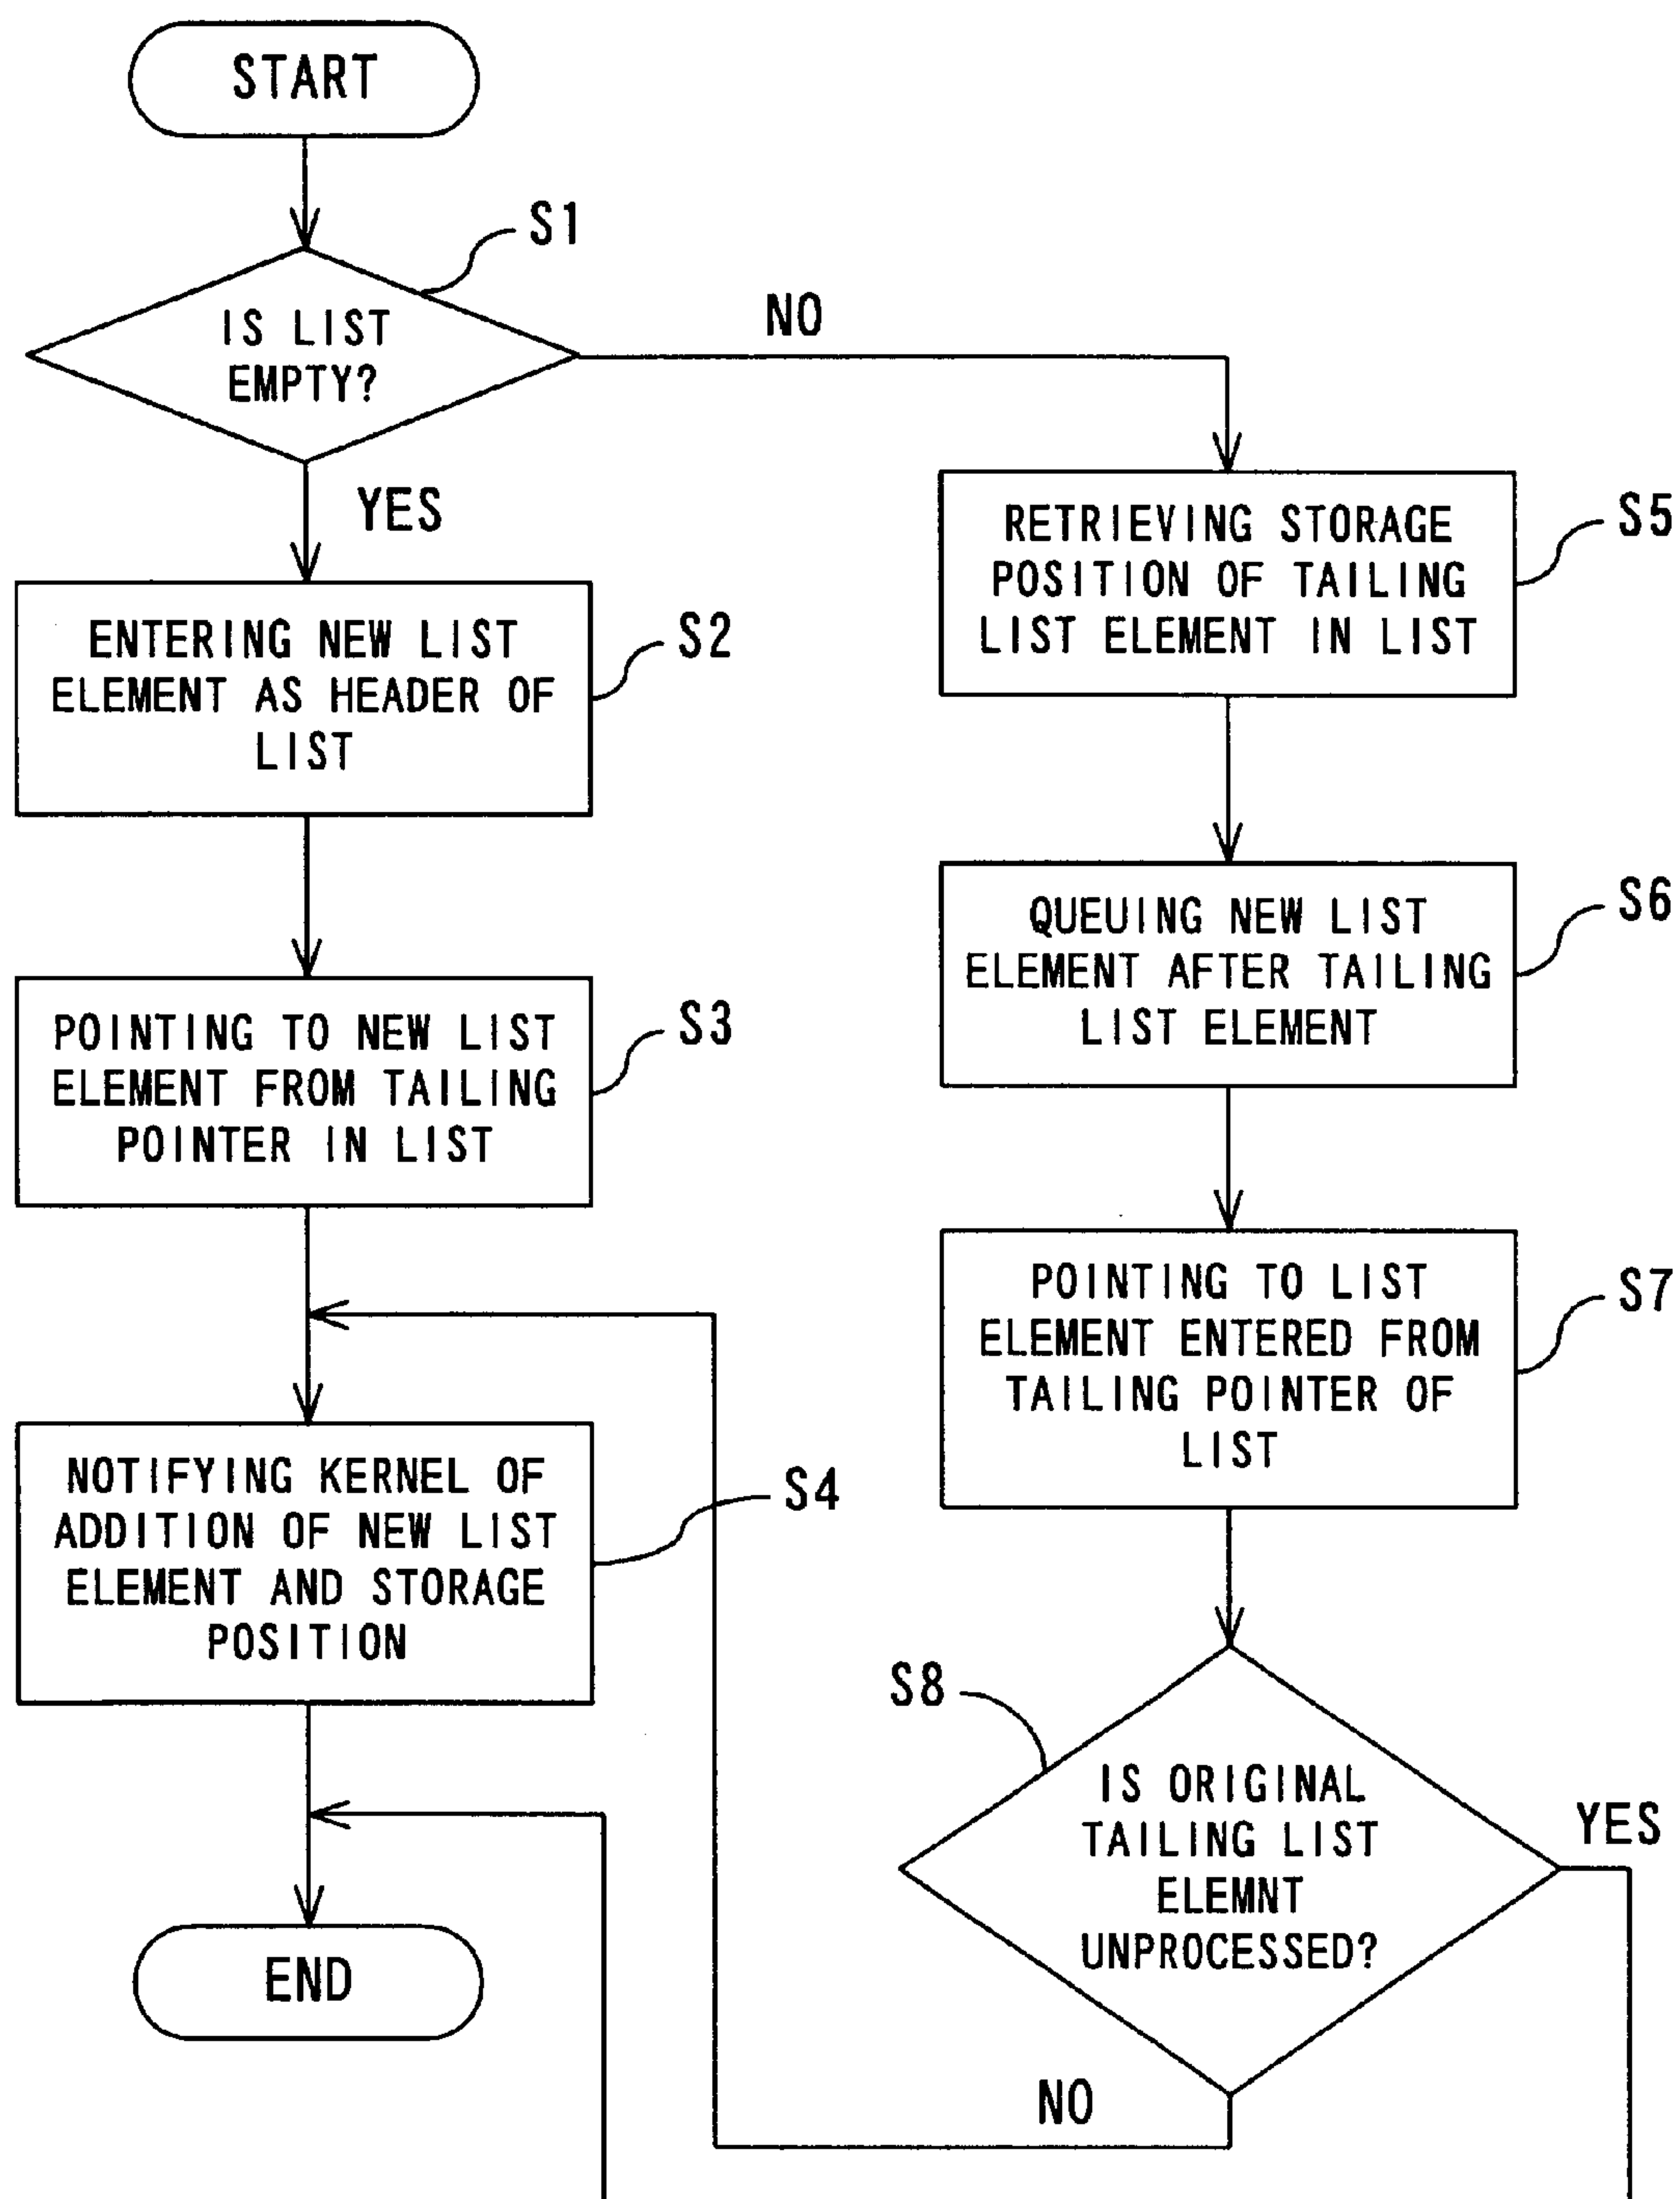 START
S1
IS LIST
EMPTY?
NO
YES
ENTERING NEW LIST
ELEMENT AS HEADER OF
LIST
S2
POINTING TO NEW LIST
ELEMENT FROM TAILING
POINTER IN LIST
S3
NOTIFYING KERNEL OF
ADDITION OF NEW LIST
ELEMENT AND STORAGE
POSITION
S4
END
RETRIEVING STORAGE
POSITION OF TAILING
LIST ELEMENT IN LIST
S5
QUEUING NEW LIST
ELEMENT AFTER TAILING
LIST ELEMENT
S6
POINTING TO LIST
ELEMENT ENTERED FROM
TAILING POINTER OF
LIST
S7
S8
IS ORIGINAL
TAILING LIST
ELEMNT
UNPROCESSED?
YES
NO